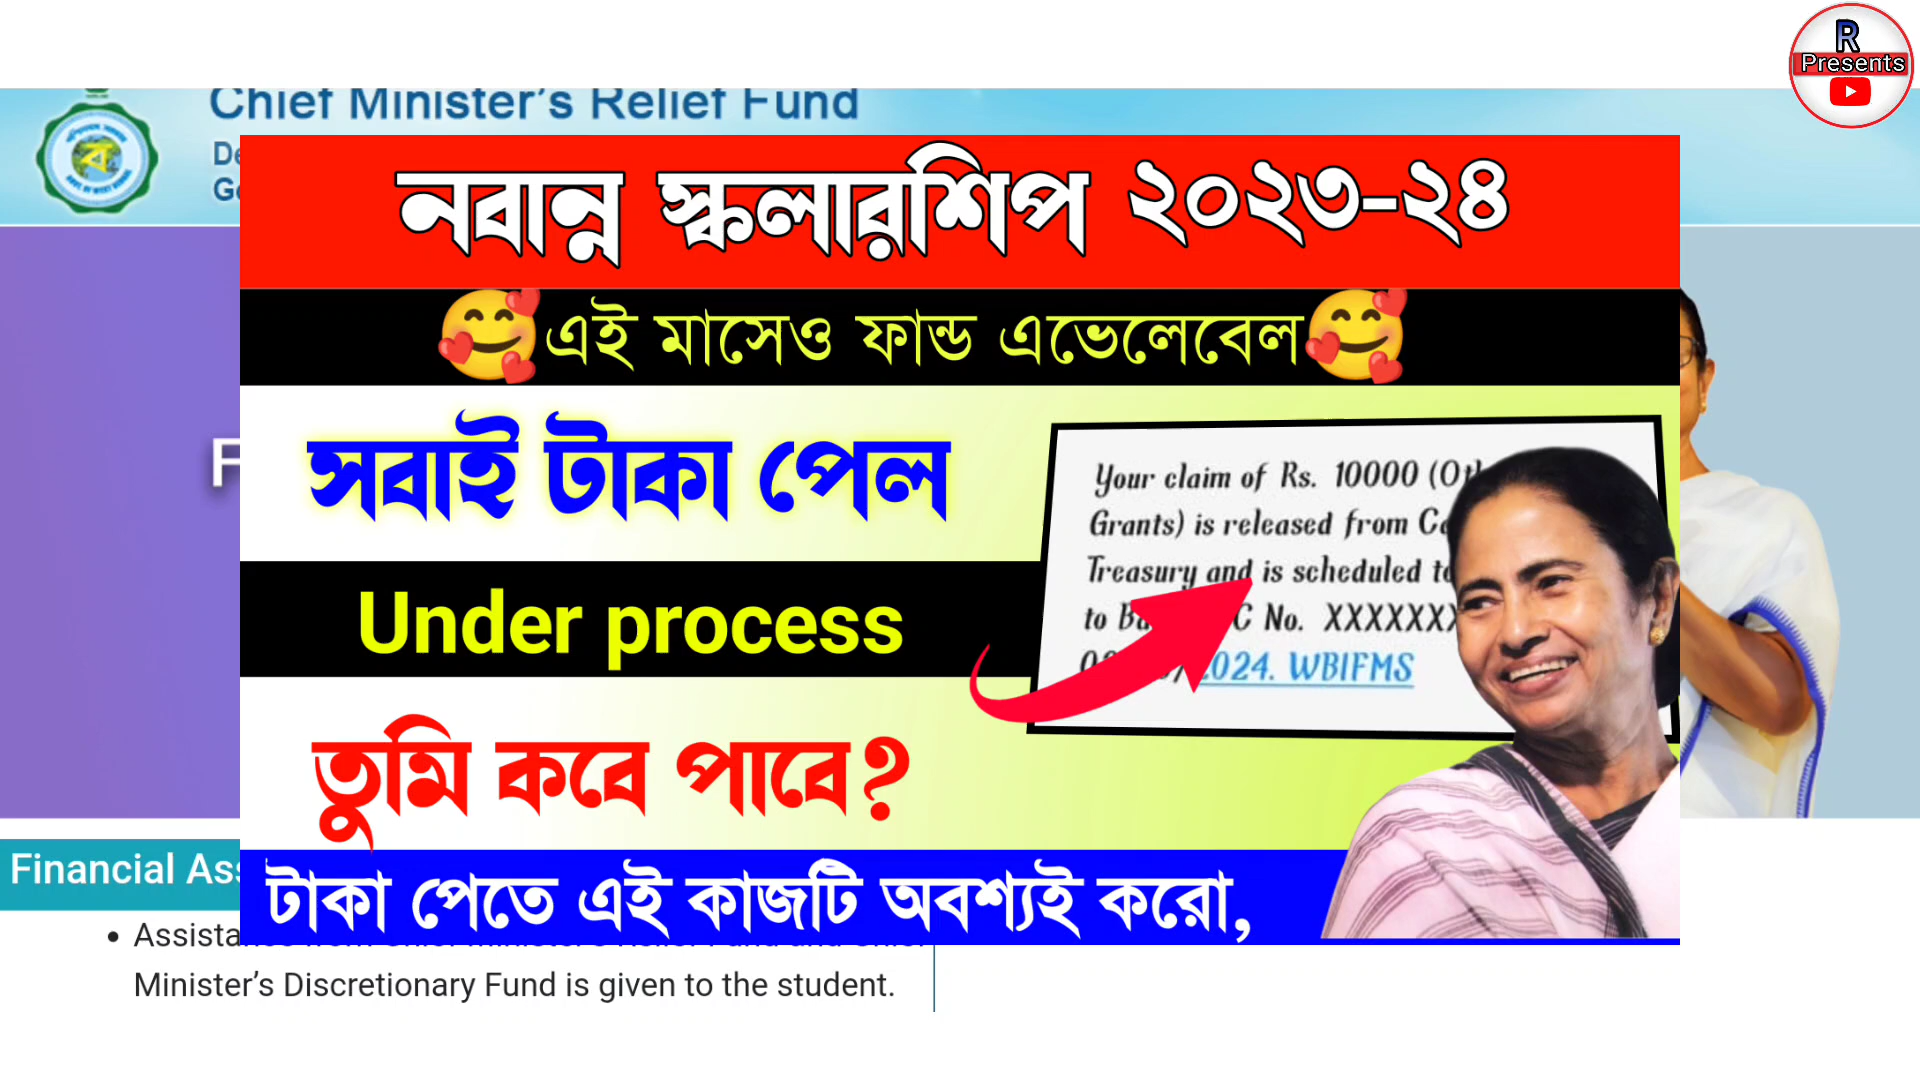 R
Presents
Chief Minister's Relief Fund
নবান্ন স্কলারশিপ ২০২৩-২৪
এই মাসেও ফান্ড এভেলেবেল
সবাই টাকা পেল
Your claim of Rs. 10000
Grants) is released from
Treasury and is scheduled
to No. XXXXXXX
2024. WBIFMS
Under process
তুমি কবে পাবে?
Financial
টাকা পেতে এই কাজটি অবশ্যই করো,
Minister's Discretionary Fund is given to the student.